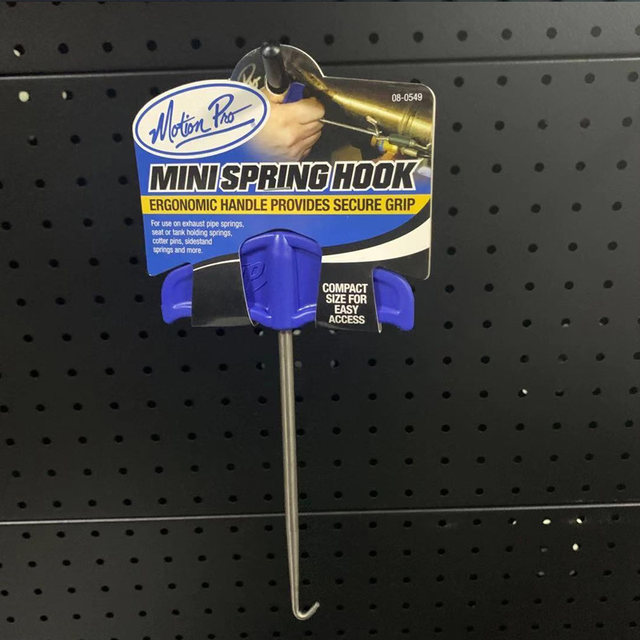 08-0549
Motion Pro
MINI SPRING HOOK
ERGONOMIC HANDLE PROVIDES SECURE GRIP
For use on exhaust pipe springs,
seat or tank holding springs,
cotter pins, sidestand
springs and more.
COMPACT
SIZE FOR
EASY
ACCESS